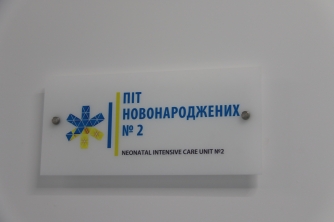 ПІТ
НОВОНАРОДЖЕНИХ
№ 2
NEONATAL INTENSIVE CARE UNIT №2